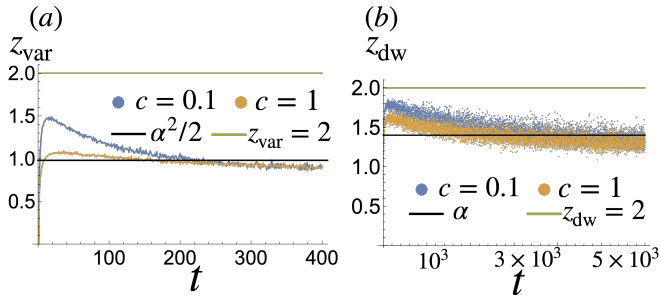 (a)
z_var
2.0
1.5
1.0
0.5
c = 0.1
c = 1
α²/2
z_var = 2
0
100
200
300
400
t
(b)
z_dw
2.0
1.5
1.0
0.5
c = 0.1
c = 1
α
z_dw = 2
10³
3 × 10³
5 × 10³
t